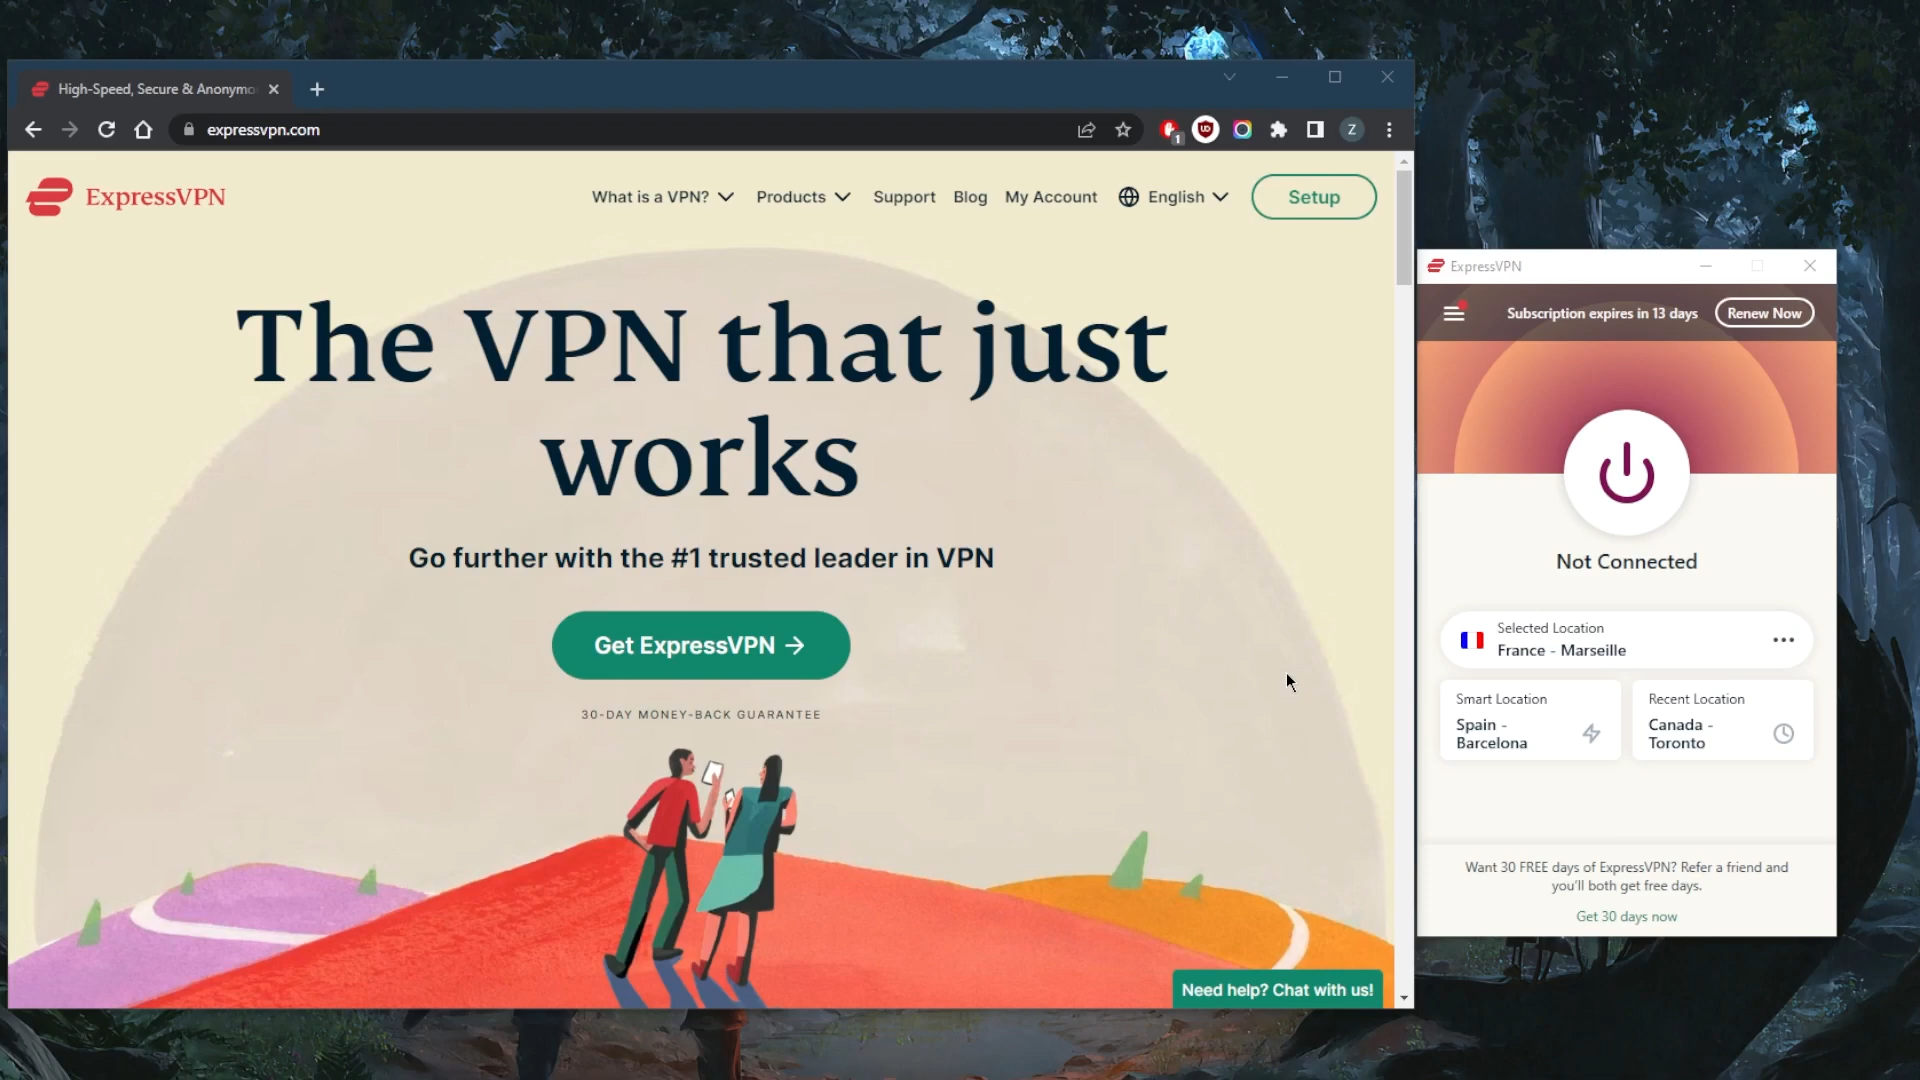 High-Speed, Secure & Anonymo
expressvpn.com
1
Z
ExpressVPN
What is a VPN?
Products
Support
Blog
My Account
English
Setup
The VPN that just
works
Go further with the #1 trusted leader in VPN
Get ExpressVPN →
30-DAY MONEY-BACK GUARANTEE
Need help? Chat with us!
ExpressVPN
Subscription expires in 13 days
Renew Now
Not Connected
Selected Location
France - Marseille
Smart Location
Spain -
Barcelona
Recent Location
Canada -
Toronto
Want 30 FREE days of ExpressVPN? Refer a friend and
you'll both get free days.
Get 30 days now